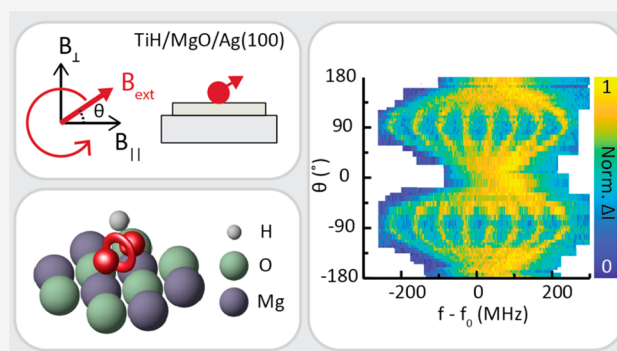 TiH/MgO/Ag(100)
B⊥
Bext
θ
B||
H
O
Mg
180
90
0
-90
-180
θ (°)
-200
0
200
f - f0 (MHz)
1
Norm. ΔI
0